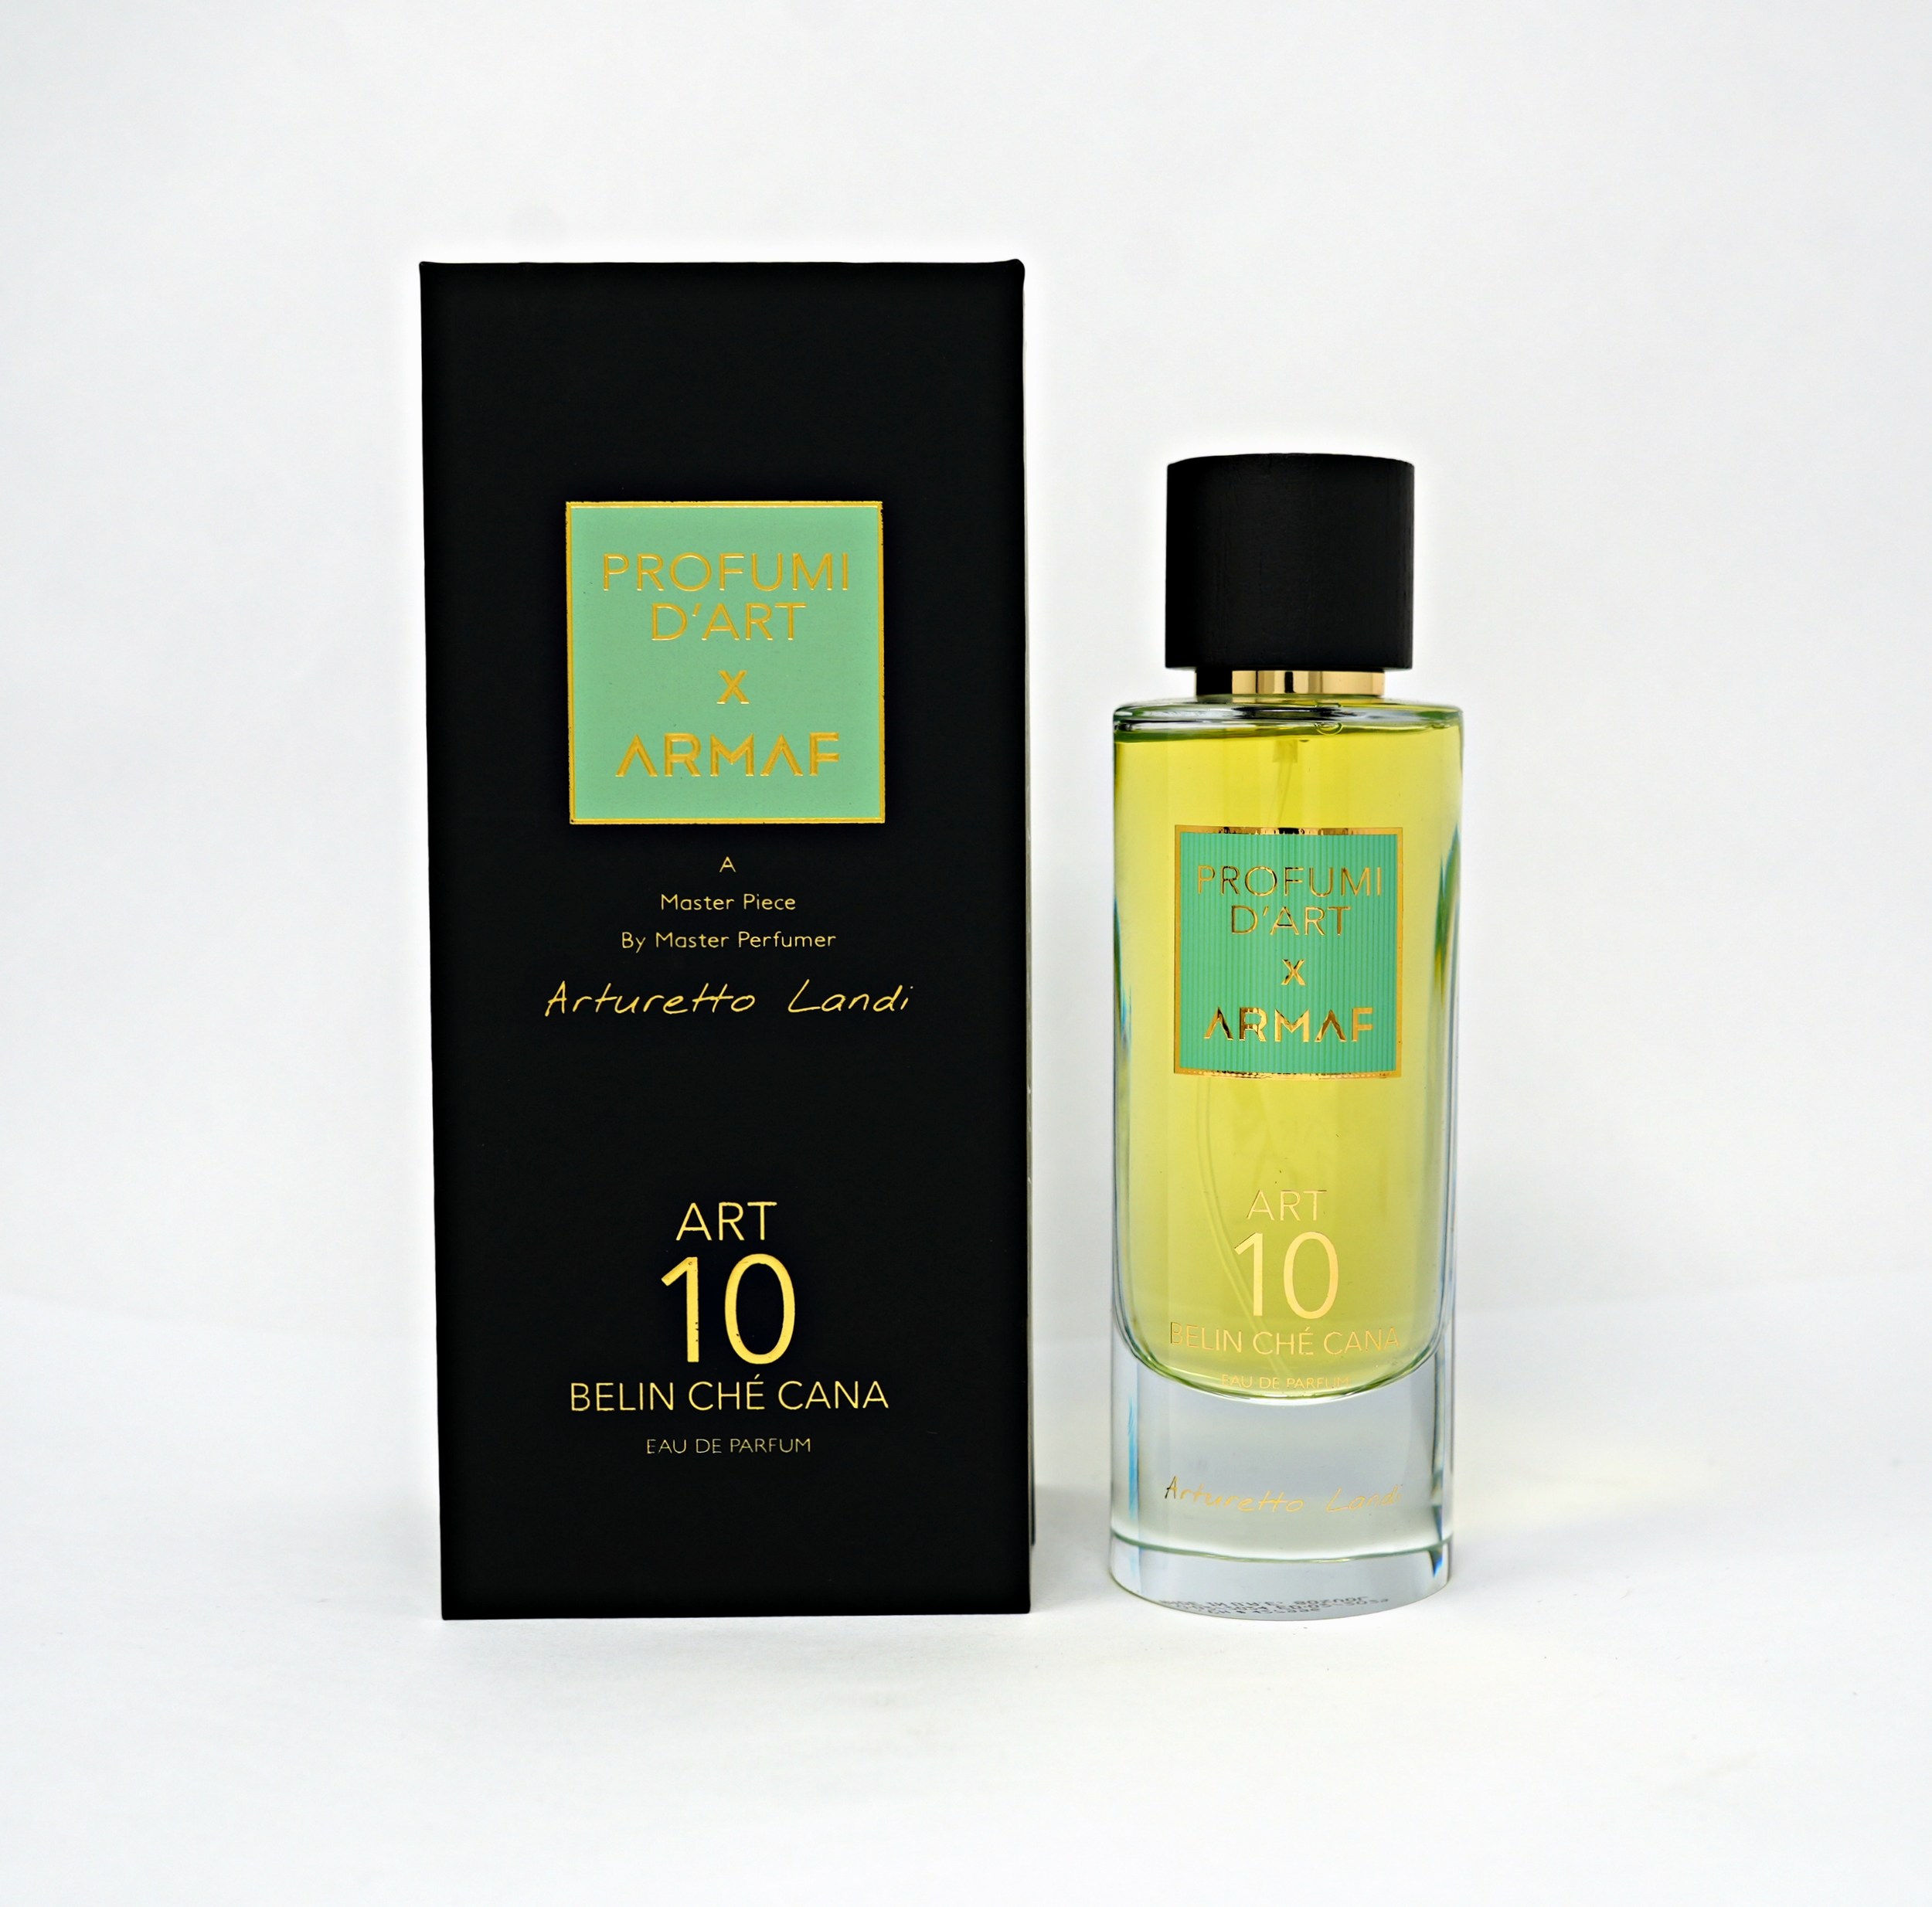 PROFUMI
D'ART
X
ARMAF
A
Master Piece
By Master Perfumer
Arturetto Landi
ART
10
BELIN CHÉ CANA
EAU DE PARFUM
PROFUMI
D'ART
X
ARMAF
ART
10
BELIN CHÉ CANA
EAU DE PARFUM
Arturetto Landi